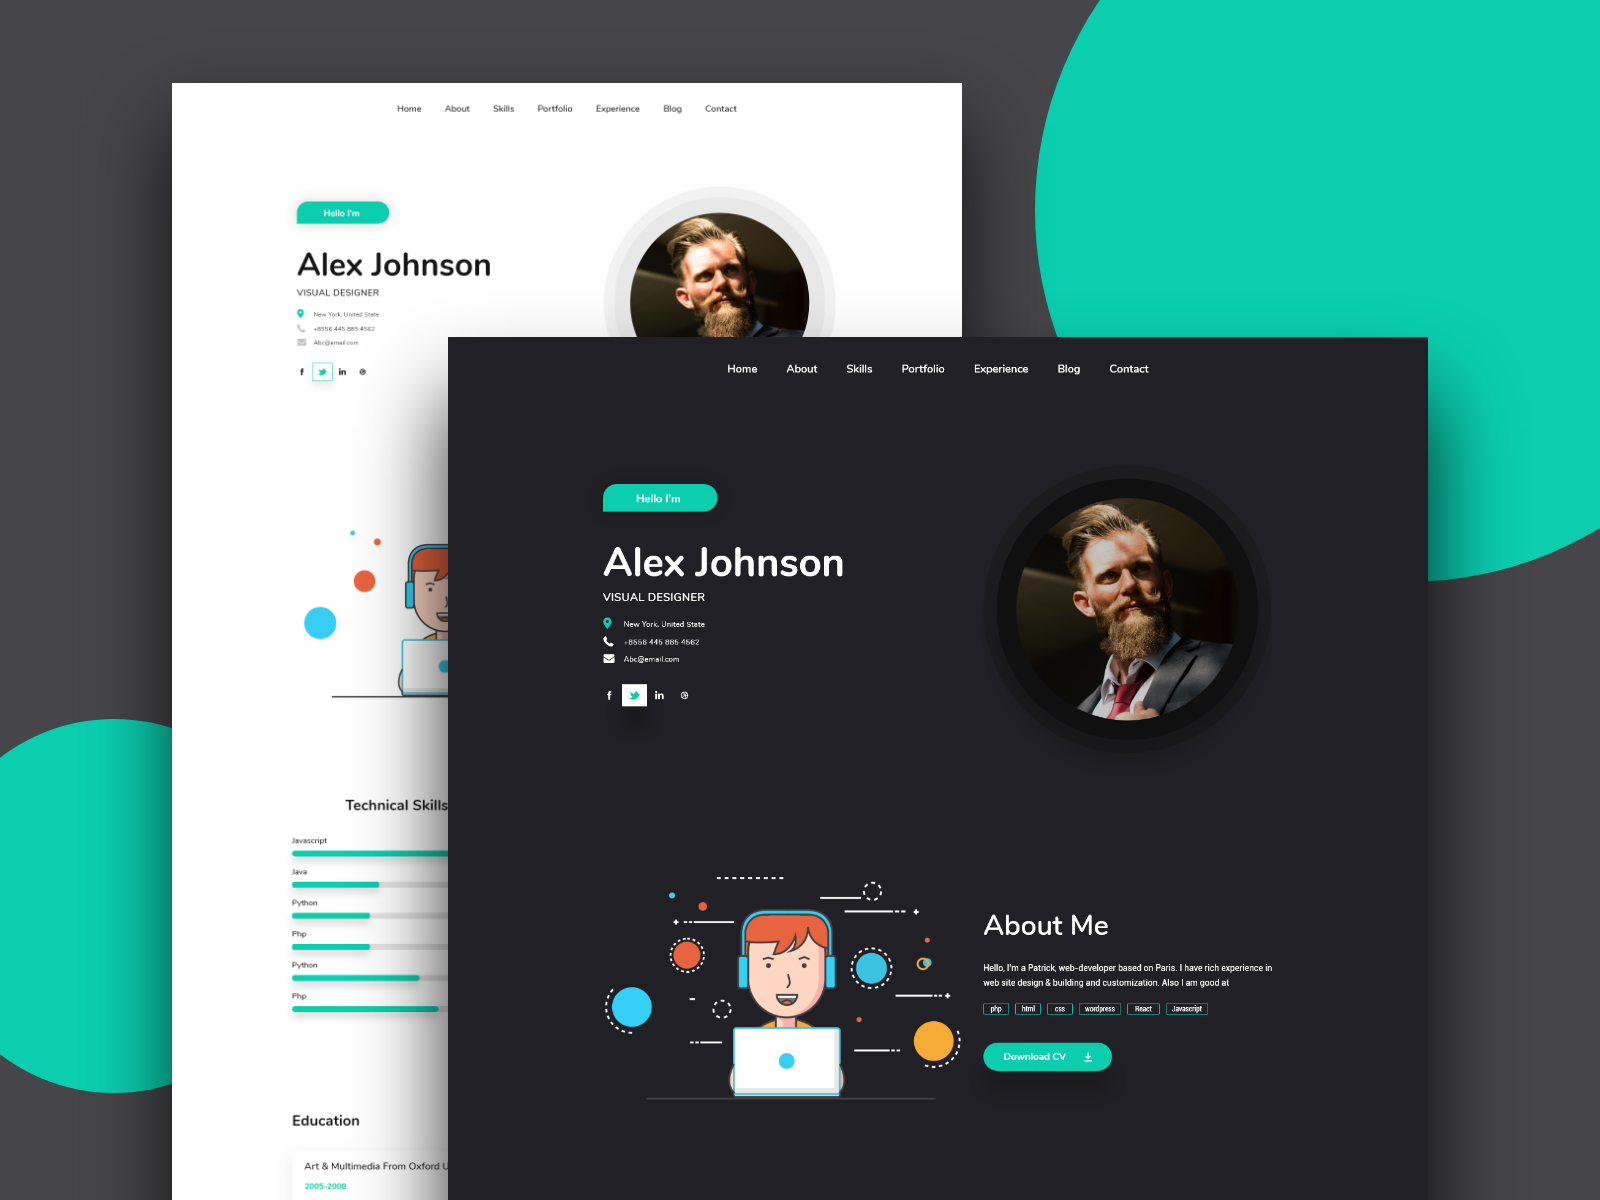 Home About Skills Portfolio Experience Blog Contact
Hello I'm
Alex Johnson
VISUAL DESIGNER
New York, United State
+8556 445 885 4562
Abc@email.com
Technical Skills
Javascript
Java
Python
Php
Python
Php
Education
Art & Multimedia From Oxford U
2005-2008
Home About Skills Portfolio Experience Blog Contact
Hello I'm
Alex Johnson
VISUAL DESIGNER
New York, United State
+8556 445 885 4562
Abc@email.com
About Me
Hello, I'm a Patrick, web-developer based on Paris. I have rich experience in
web site design & building and customization. Also I am good at
php html css wordpress React Javascript
Download CV